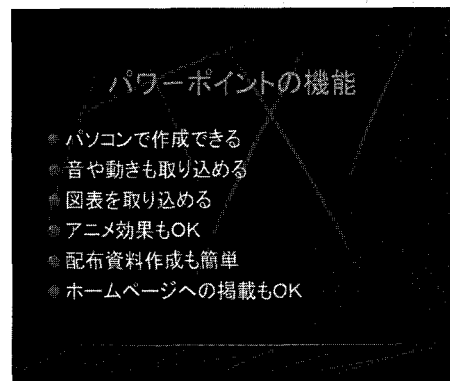 パワーポイントの機能
パソコンで作成できる
音や動きも取り込める
図表を取り込める
アニメ効果もOK
配布資料作成も簡単
ホームページへの掲載もOK